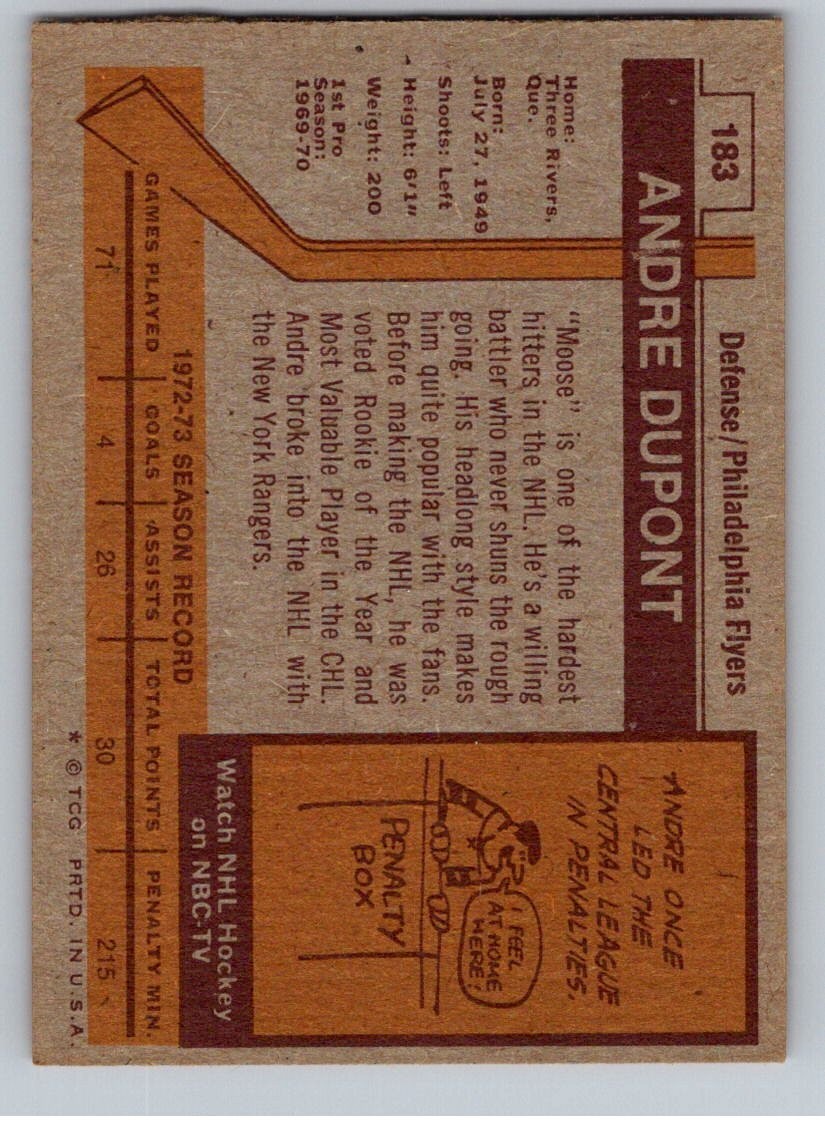 183
Defense/Philadelphia Flyers
ANDRE DUPONT
Home:
Three Rivers,
Que.
Born:
July 27, 1949
Shoots: Left
Height: 6'1"
Weight: 200
1st Pro
Season:
1969-70
"Moose" is one of the hardest
hitters in the NHL. He's a willing
battler who never shuns the rough
going. His headlong style makes
him quite popular with the fans.
Before making the NHL, he was
voted Rookie of the Year and
Most Valuable Player in the CHL.
Andre broke into the NHL with
the New York Rangers.
ANDRE ONCE
LED THE
CENTRAL LEAGUE
IN PENALTIES.
I FEEL
AT HOME
HERE!
PENALTY
BOX
Watch NHL Hockey
on NBC-TV
1972-73 SEASON RECORD
GAMES PLAYED GOALS ASSISTS TOTAL POINTS PENALTY MIN.
71 4 26 30 215
* © TCG PRTD. IN U.S.A.